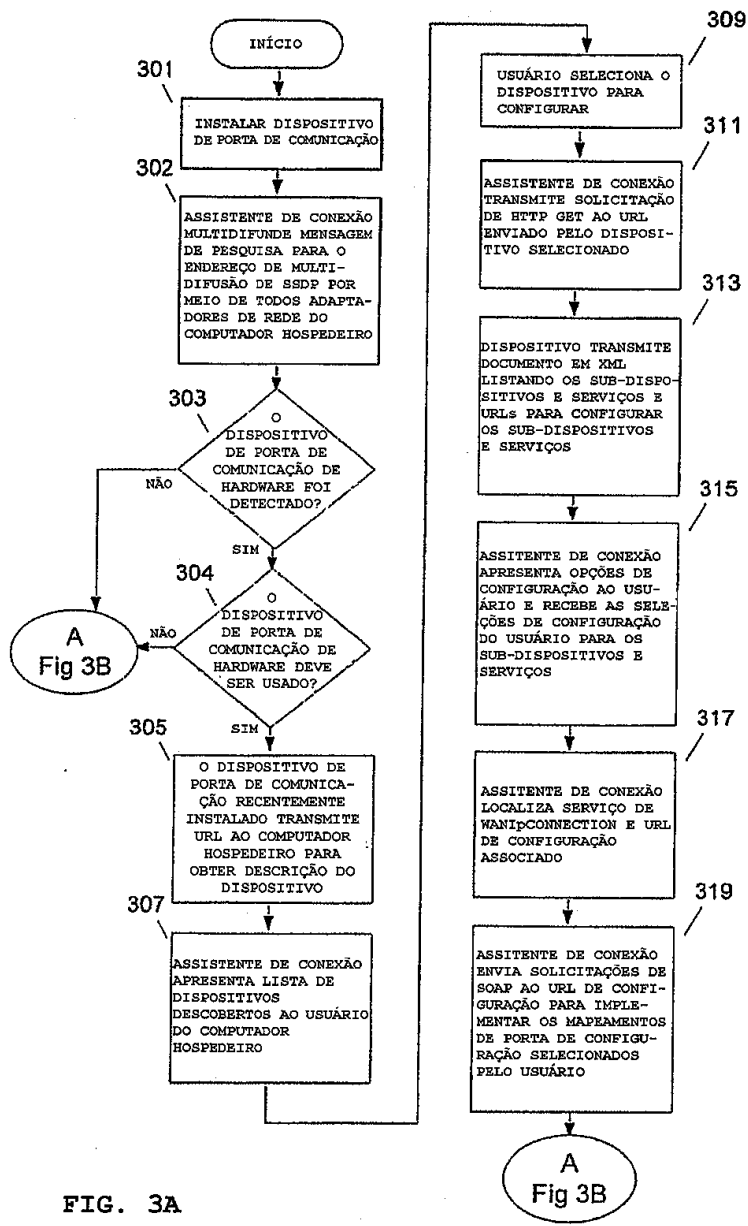 INÍCIO
301
INSTALAR DISPOSITIVO
DE PORTA DE COMUNICAÇÃO
302
ASSISTENTE DE CONEXÃO
MULTIDIFUNDE MENSAGEM
DE PESQUISA PARA O
ENDEREÇO DE MULTI-
DIFUSÃO DE SSDP POR
MEIO DE TODOS ADAPTA-
DORES DE REDE DO
COMPUTADOR HOSPEDEIRO
303
O
DISPOSITIVO
DE PORTA DE
COMUNICAÇÃO DE
HARDWARE FOI
DETECTADO?
NÃO
SIM
304
O
DISPOSITIVO
DE PORTA DE
COMUNICAÇÃO DE
HARDWARE DEVE
SER USADO?
NÃO
A
Fig 3B
SIM
305
O DISPOSITIVO DE
PORTA DE COMUNICA-
ÇÃO RECENTEMENTE
INSTALADO TRANSMITE
URL AO COMPUTADOR
HOSPEDEIRO PARA
OBTER DESCRIÇÃO DO
DISPOSITIVO
307
ASSISTENTE DE CONEXÃO
APRESENTA LISTA DE
DISPOSITIVOS
DESCOBERTOS AO USUÁRIO
DO COMPUTADOR
HOSPEDEIRO
309
USUÁRIO SELECIONA O
DISPOSITIVO PARA
CONFIGURAR
311
ASSISTENTE DE CONEXÃO
TRANSMITE SOLICITAÇÃO
DE HTTP GET AO URL
ENVIADO PELO DISPOSI-
TIVO SELECIONADO
313
DISPOSITIVO TRANSMITE
DOCUMENTO EM XML
LISTANDO OS SUB-DISPO-
SITIVOS E SERVIÇOS E
URLs PARA CONFIGURAR
OS SUB-DISPOSITIVOS
E SERVIÇOS
315
ASSITENTE DE CONEXÃO
APRESENTA OPÇÕES DE
CONFIGURAÇÃO AO USU-
ÁRIO E RECEBE AS SELE-
ÇÕES DE CONFIGURAÇÃO
DO USUÁRIO PARA OS
SUB-DISPOSITIVOS E
SERVIÇOS
317
ASSITENTE DE CONEXÃO
LOCALIZA SERVIÇO DE
WANIpCONNECTION E URL
DE CONFIGURAÇÃO
ASSOCIADO
319
ASSITENTE DE CONEXÃO
ENVIA SOLICITAÇÕES DE
SOAP AO URL DE CONFI-
GURAÇÃO PARA IMPLE-
MENTAR OS MAPEAMENTOS
DE PORTA DE CONFIGU-
RAÇÃO SELECIONADOS
PELO USUÁRIO
A
Fig 3B
FIG. 3A